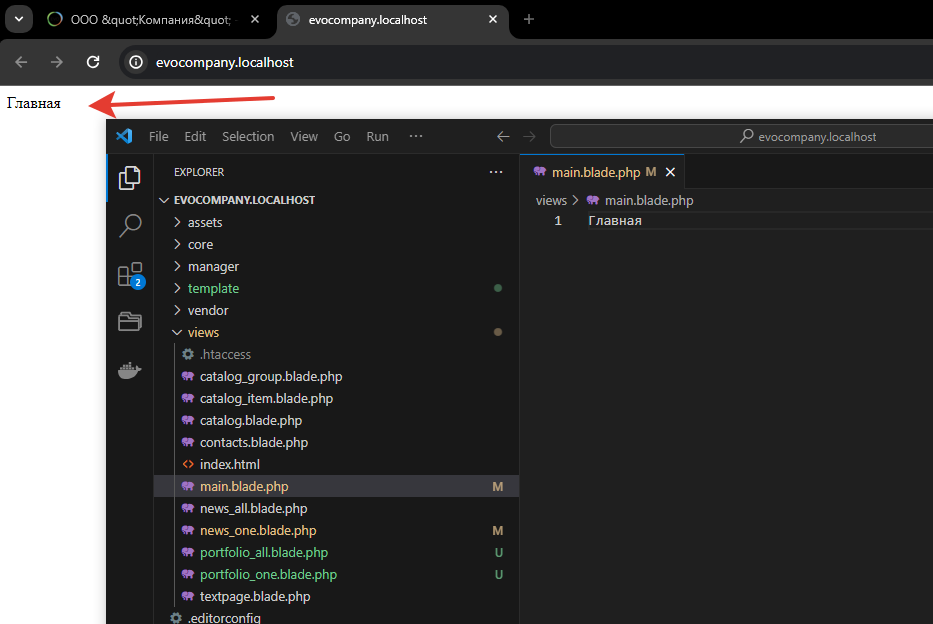 ООО &quot;Компания&quot;
evocompany.localhost
evocompany.localhost
Главная
File Edit Selection View Go Run ···
evocompany.localhost
EXPLORER ···
main.blade.php M
EVOCOMPANY.LOCALHOST
views > main.blade.php
assets
1 Главная
core
manager
template
vendor
views
.htaccess
catalog_group.blade.php
catalog_item.blade.php
2
catalog.blade.php
contacts.blade.php
index.html
main.blade.php M
news_all.blade.php
news_one.blade.php M
portfolio_all.blade.php U
portfolio_one.blade.php U
textpage.blade.php
.editorconfig